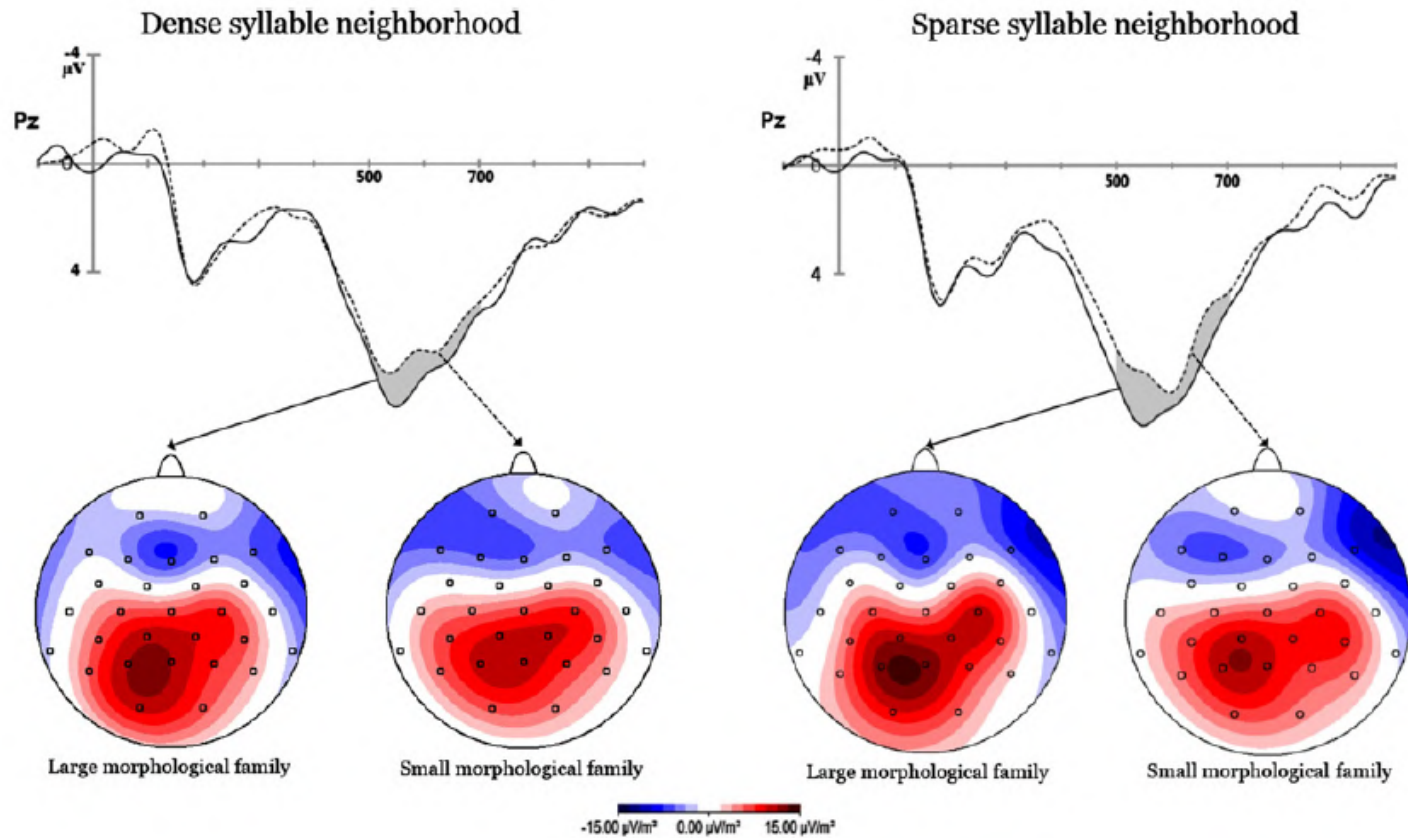 Dense syllable neighborhood
-4
μV
Pz
0
500
700
4
Large morphological family
Small morphological family
Sparse syllable neighborhood
-4
μV
Pz
0
500
700
4
Large morphological family
Small morphological family
-15.00 μV/m²
0.00 μV/m²
15.00 μV/m²